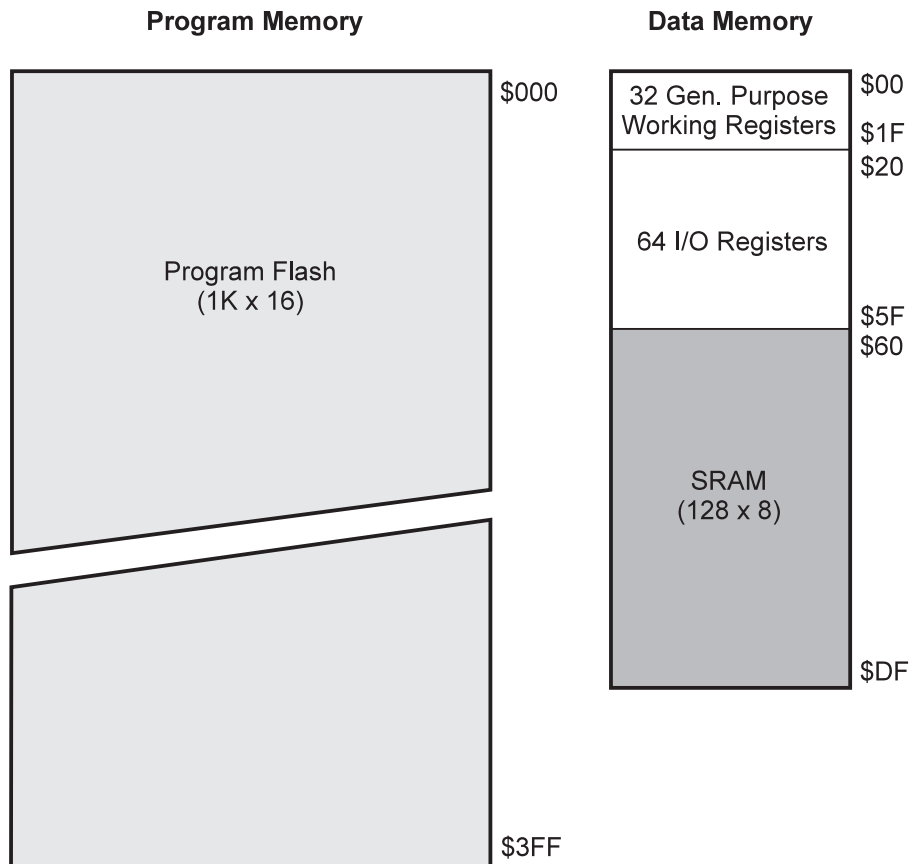 Program Memory
$000
Program Flash
(1K x 16)
$3FF
Data Memory
32 Gen. Purpose
Working Registers
$00
$1F
$20
64 I/O Registers
$5F
$60
SRAM
(128 x 8)
$DF